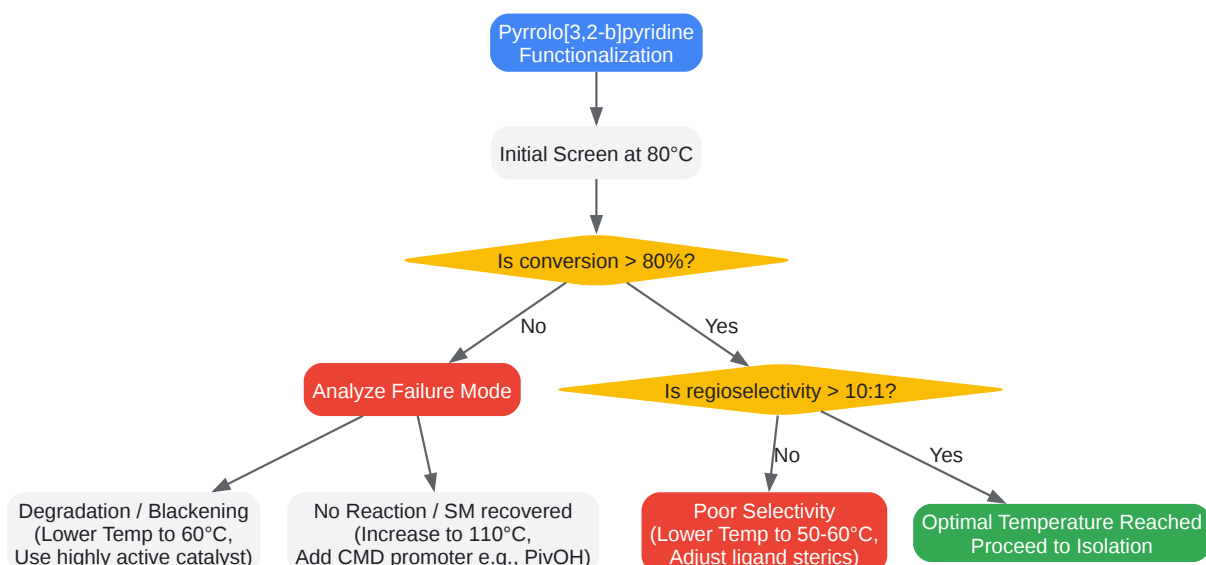 Pyrrolo[3,2-b]pyridine
Functionalization
Initial Screen at 80°C
Is conversion > 80%?
No
Yes
Analyze Failure Mode
Is regioselectivity > 10:1?
No
Yes
Degradation / Blackening
(Lower Temp to 60°C,
Use highly active catalyst)
No Reaction / SM recovered
(Increase to 110°C,
Add CMD promoter e.g., PivOH)
Poor Selectivity
(Lower Temp to 50-60°C,
Adjust ligand sterics)
Optimal Temperature Reached
Proceed to Isolation